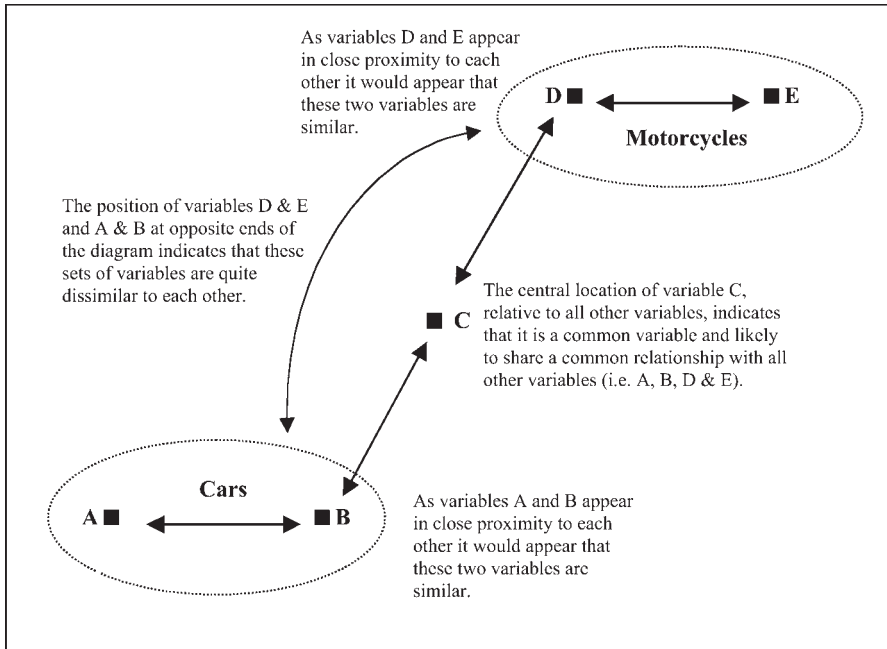 As variables D and E appear
in close proximity to each
other it would appear that
these two variables are
similar.
D E
Motorcycles
The position of variables D & E
and A & B at opposite ends of
the diagram indicates that these
sets of variables are quite
dissimilar to each other.
C
The central location of variable C,
relative to all other variables, indicates
that it is a common variable and likely
to share a common relationship with all
other variables (i.e. A, B, D & E).
Cars
A B
As variables A and B appear
in close proximity to each
other it would appear that
these two variables are
similar.